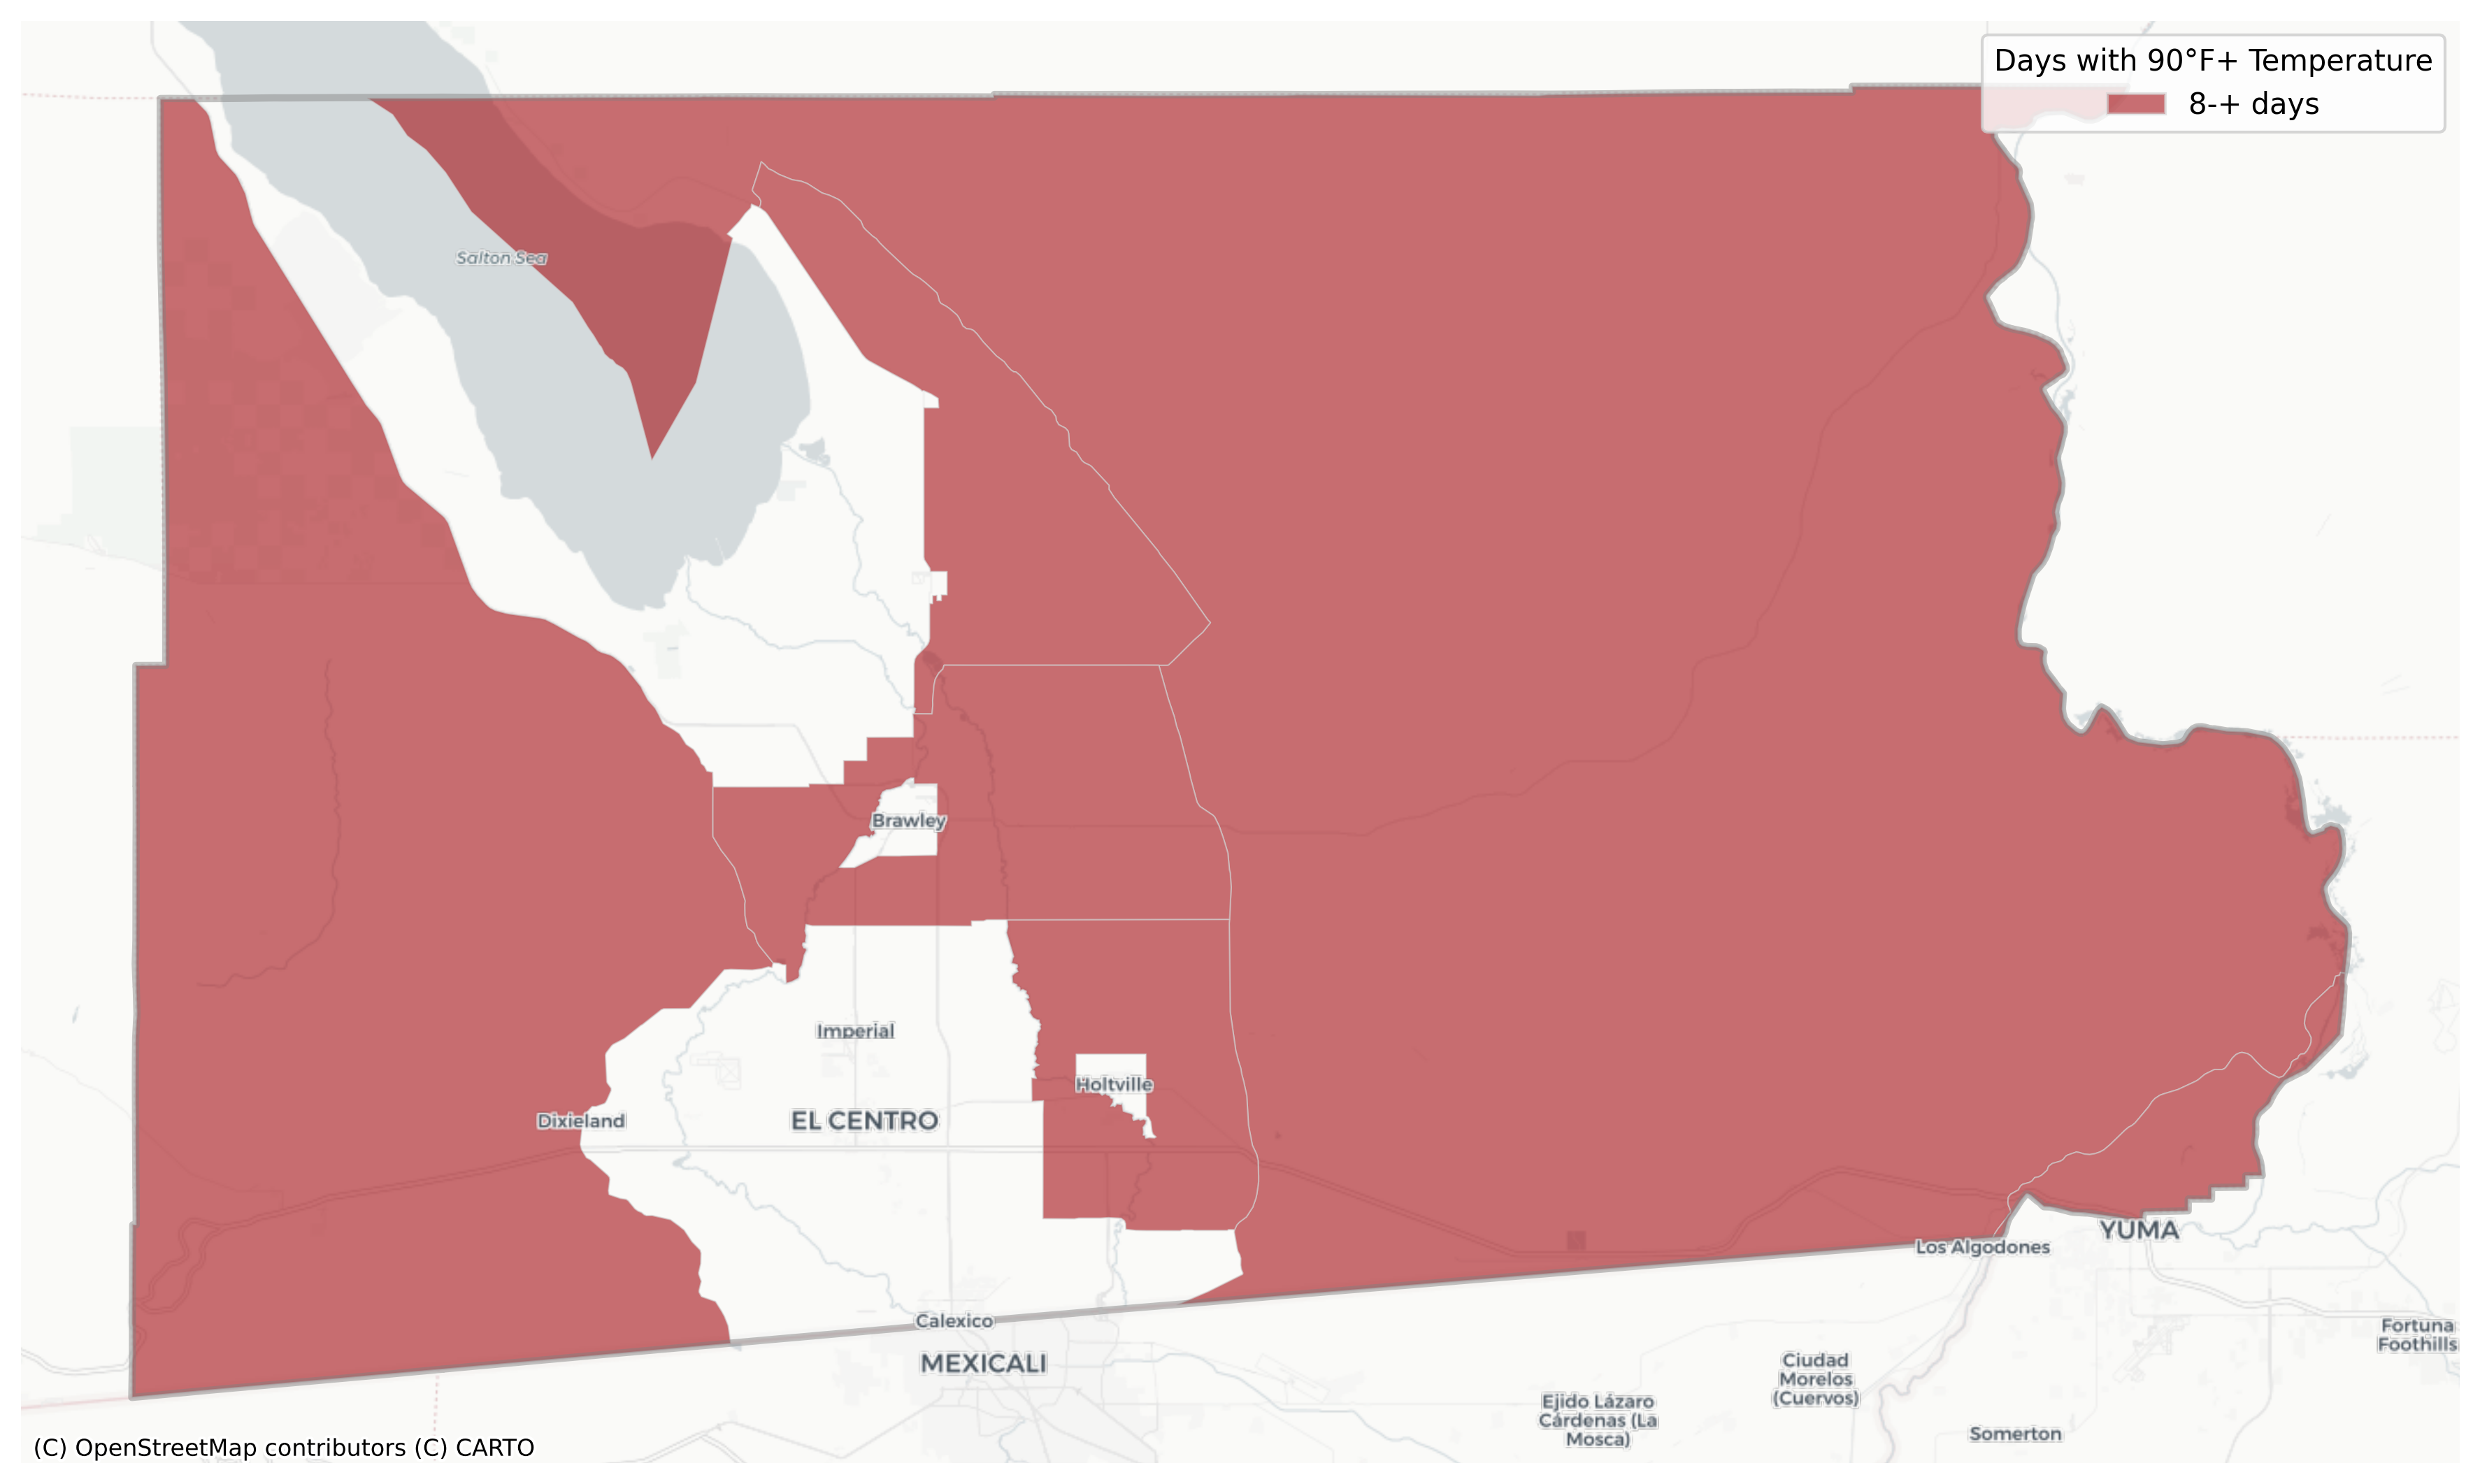 Days with 90°F+ Temperature
8-+ days
Salton Sea
Brawley
Imperial
Holtville
Dixieland
EL CENTRO
YUMA
Los Algodones
Calexico
MEXICALI
Fortuna
Foothills
Ciudad
Morelos
(Cuervos)
Ejido Lázaro
Cárdenas (La
Mosca)
Somerton
(C) OpenStreetMap contributors (C) CARTO